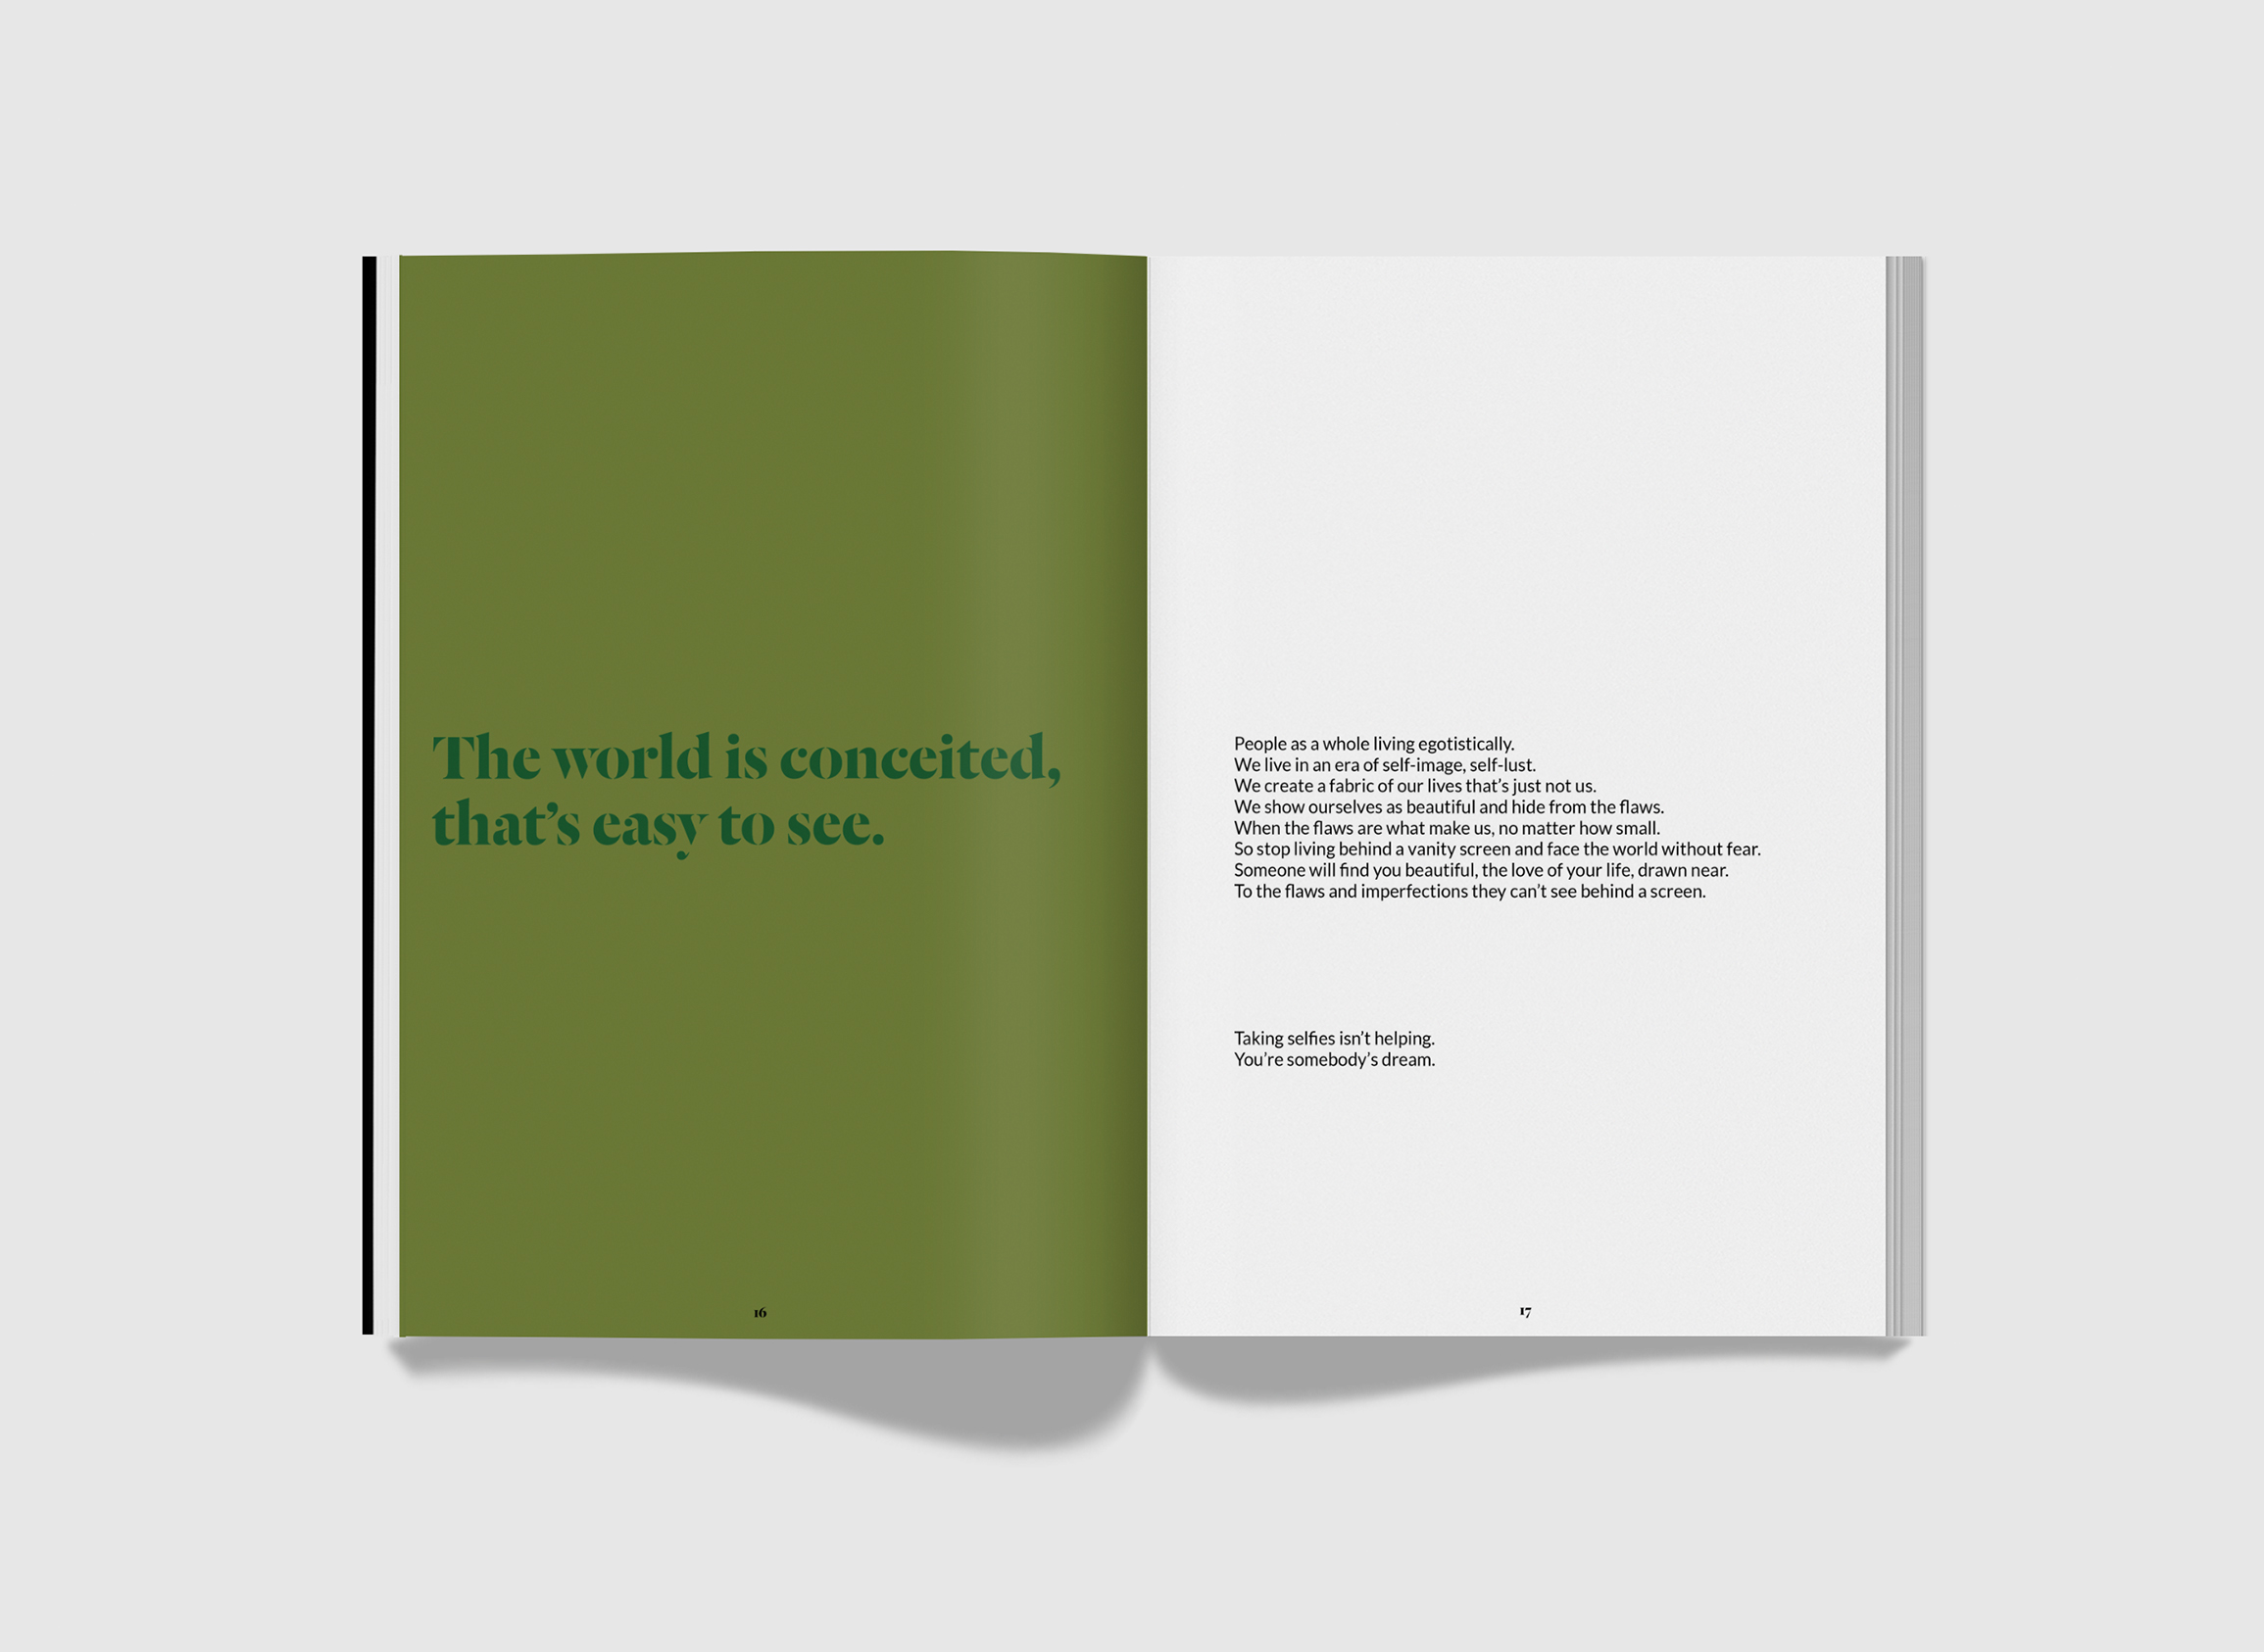 The world is conceited,
that's easy to see.
16
People as a whole living egotistically.
We live in an era of self-image, self-lust.
We create a fabric of our lives that's just not us.
We show ourselves as beautiful and hide from the flaws.
When the flaws are what make us, no matter how small.
So stop living behind a vanity screen and face the world without fear.
Someone will find you beautiful, the love of your life, drawn near.
To the flaws and imperfections they can't see behind a screen.
Taking selfies isn't helping.
You're somebody's dream.
17